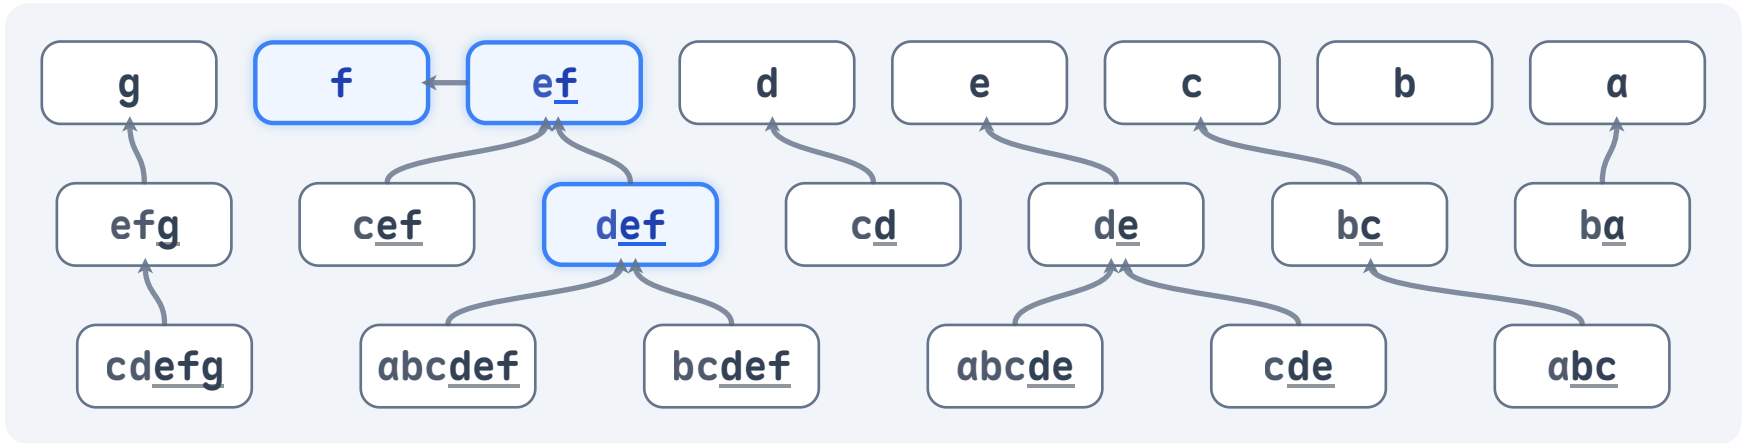 g f ef d e c b a
efg cef def cd de bc ba
cdefg abcdef bcdef abcde cde abc